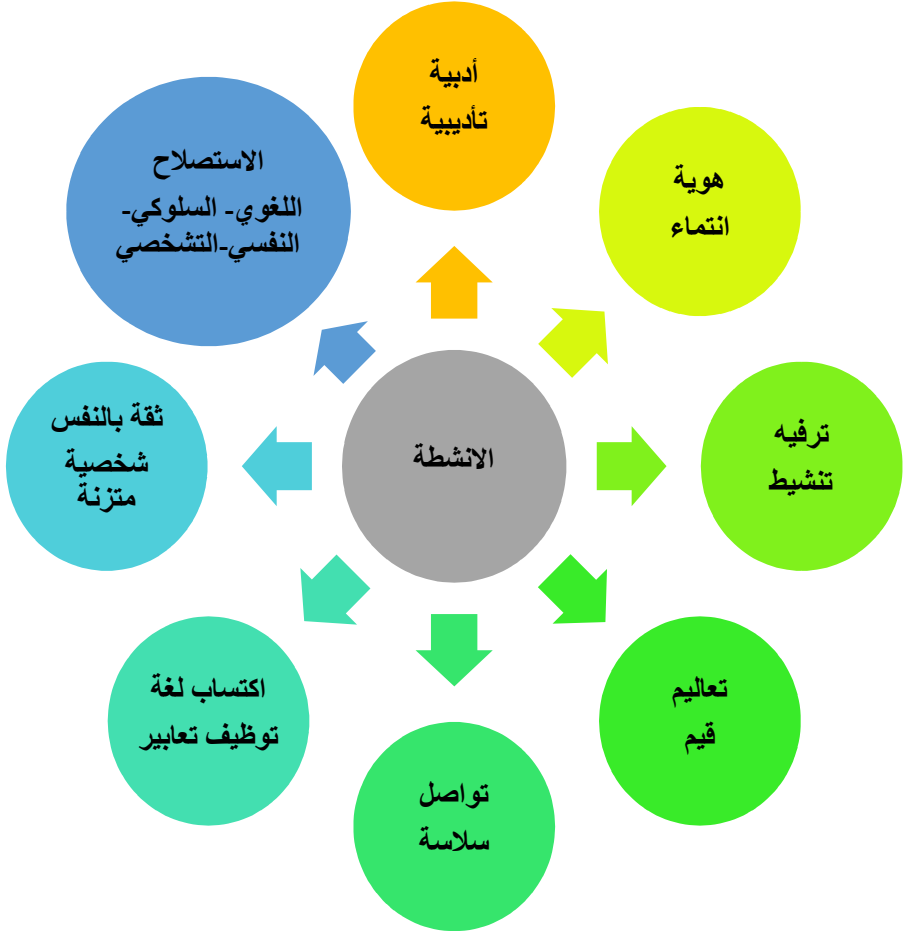 أدبية
تأديبية
هوية
انتماء
ترفيه
تنشيط
تعاليم
قيم
تواصل
سلاسة
اكتساب لغة
توظيف تعابير
ثقة بالنفس
شخصية
متزنة
الاستصلاح
اللغوي- السلوكي-
النفسي-التشخصي
الانشطة